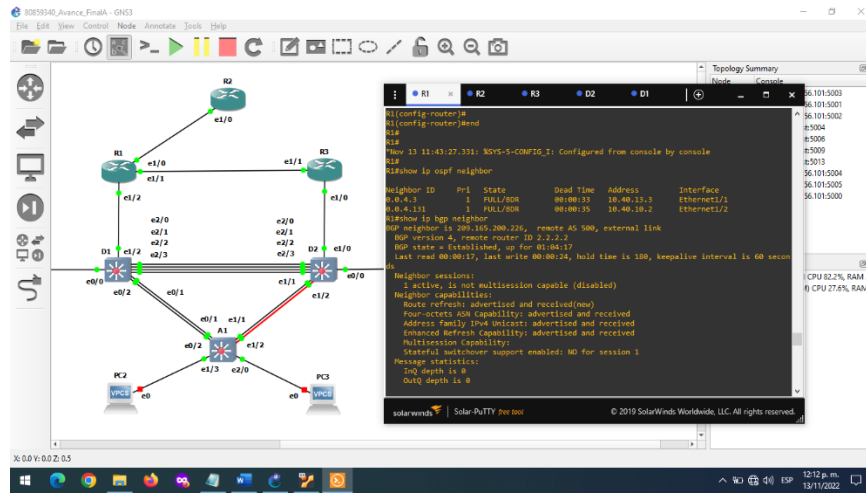 80859340_Avance_FinalA - GNS3
File Edit View Control Node Annotate Tools Help
Topology Summary
Node Console
56.101:5003
56.101:5001
56.101:5002
:5004
:5006
:5009
:5013
56.101:5004
56.101:5005
56.101:5000
CPU 82.2%, RAM
CPU 27.6%, RAM
R2
e1/0
R1
e1/0
e1/1
e1/2
R3
e1/1
e1/0
e2/0
e2/1
e2/2
e2/3
e2/0
e2/1
e2/2
e2/3
D1
e1/2
D2
e1/0
e0/0
e0/0
e0/2
e0/1
e1/1
e1/2
e0/1
e1/1
e0/2
A1
e1/2
e1/3
e2/0
PC2
VPCS
e0
PC3
VPCS
e0
R1
R2
R3
D2
D1
R1(config-router)#
R1(config-router)#end
R1#
R1#
*Nov 13 11:43:27.331: %SYS-5-CONFIG_I: Configured from console by console
R1#
R1#show ip ospf neighbor
Neighbor ID Pri State Dead Time Address Interface
0.0.4.3 1 FULL/BDR 00:00:33 10.40.13.3 Ethernet1/1
0.0.4.131 1 FULL/BDR 00:00:35 10.40.10.2 Ethernet1/2
R1#show ip bgp neighbor
BGP neighbor is 209.165.200.226, remote AS 500, external link
BGP version 4, remote router ID 2.2.2.2
BGP state = Established, up for 01:04:17
Last read 00:00:17, last write 00:00:24, hold time is 180, keepalive interval is 60 secon
ds
Neighbor sessions:
1 active, is not multisession capable (disabled)
Neighbor capabilities:
Route refresh: advertised and received(new)
Four-octets ASN Capability: advertised and received
Address family IPv4 Unicast: advertised and received
Enhanced Refresh Capability: advertised and received
Multisession Capability:
Stateful switchover support enabled: NO for session 1
Message statistics:
InQ depth is 0
OutQ depth is 0
solarwinds Solar-PuTTY free tool © 2019 SolarWinds Worldwide, LLC. All rights reserved.
X: 0.0 Y: 0.0 Z: 0.5
ESP
12:12 p. m.
13/11/2022